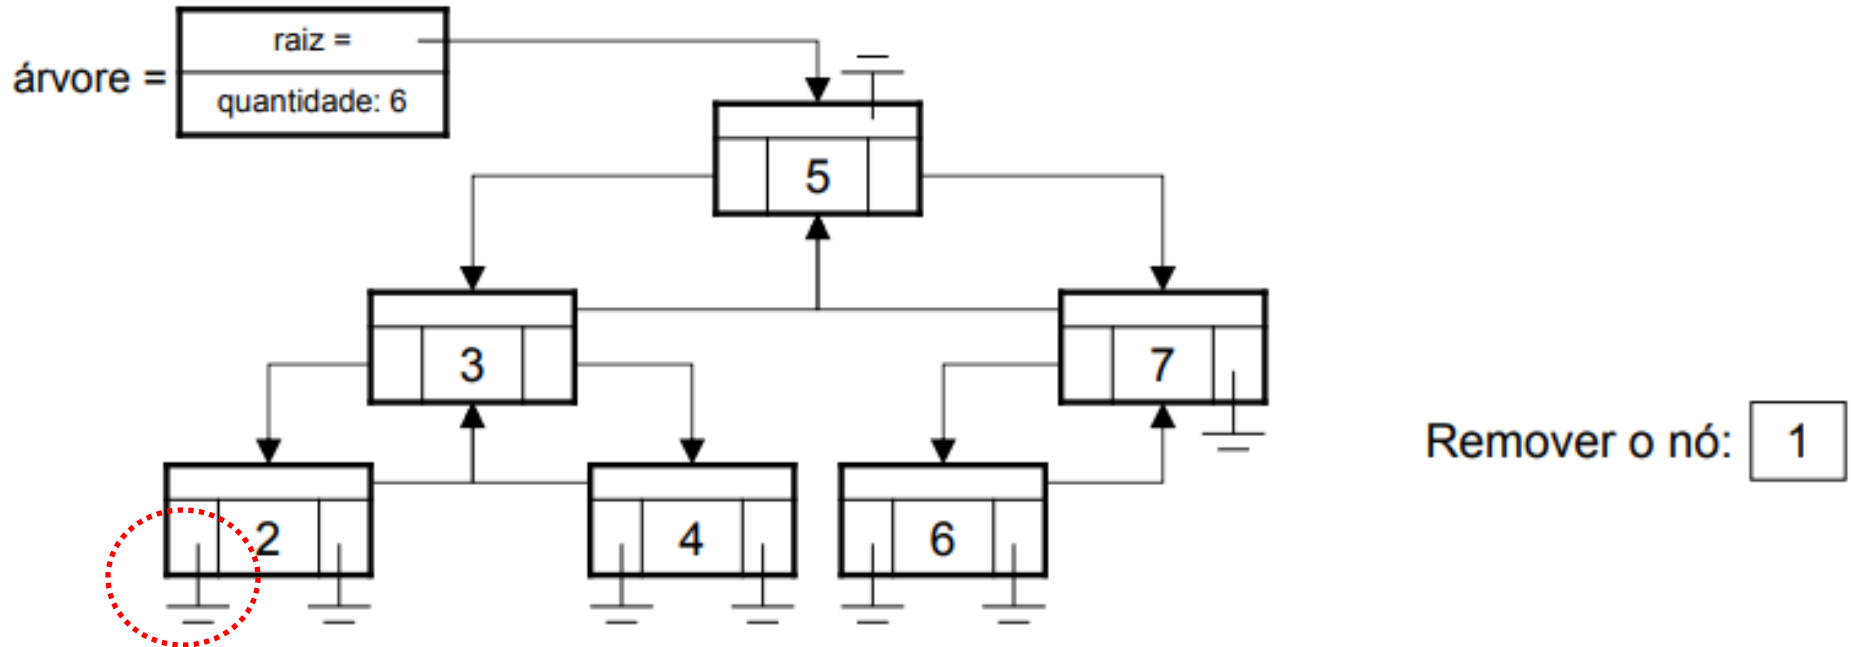 raiz =
árvore =
quantidade: 6
5
3
7
Remover o nó: 1
2
4
6